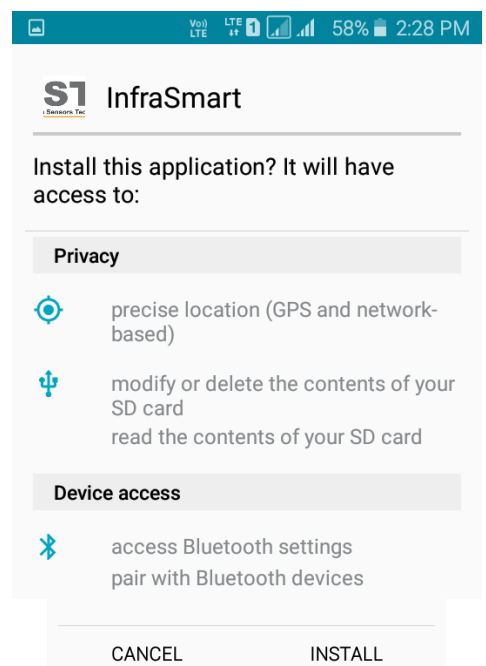 Vo)) LTE LTE 1 58% 2:28 PM
ST InfraSmart
Sensors Tec
Install this application? It will have
access to:
Privacy
precise location (GPS and network-
based)
modify or delete the contents of your
SD card
read the contents of your SD card
Device access
access Bluetooth settings
pair with Bluetooth devices
CANCEL INSTALL